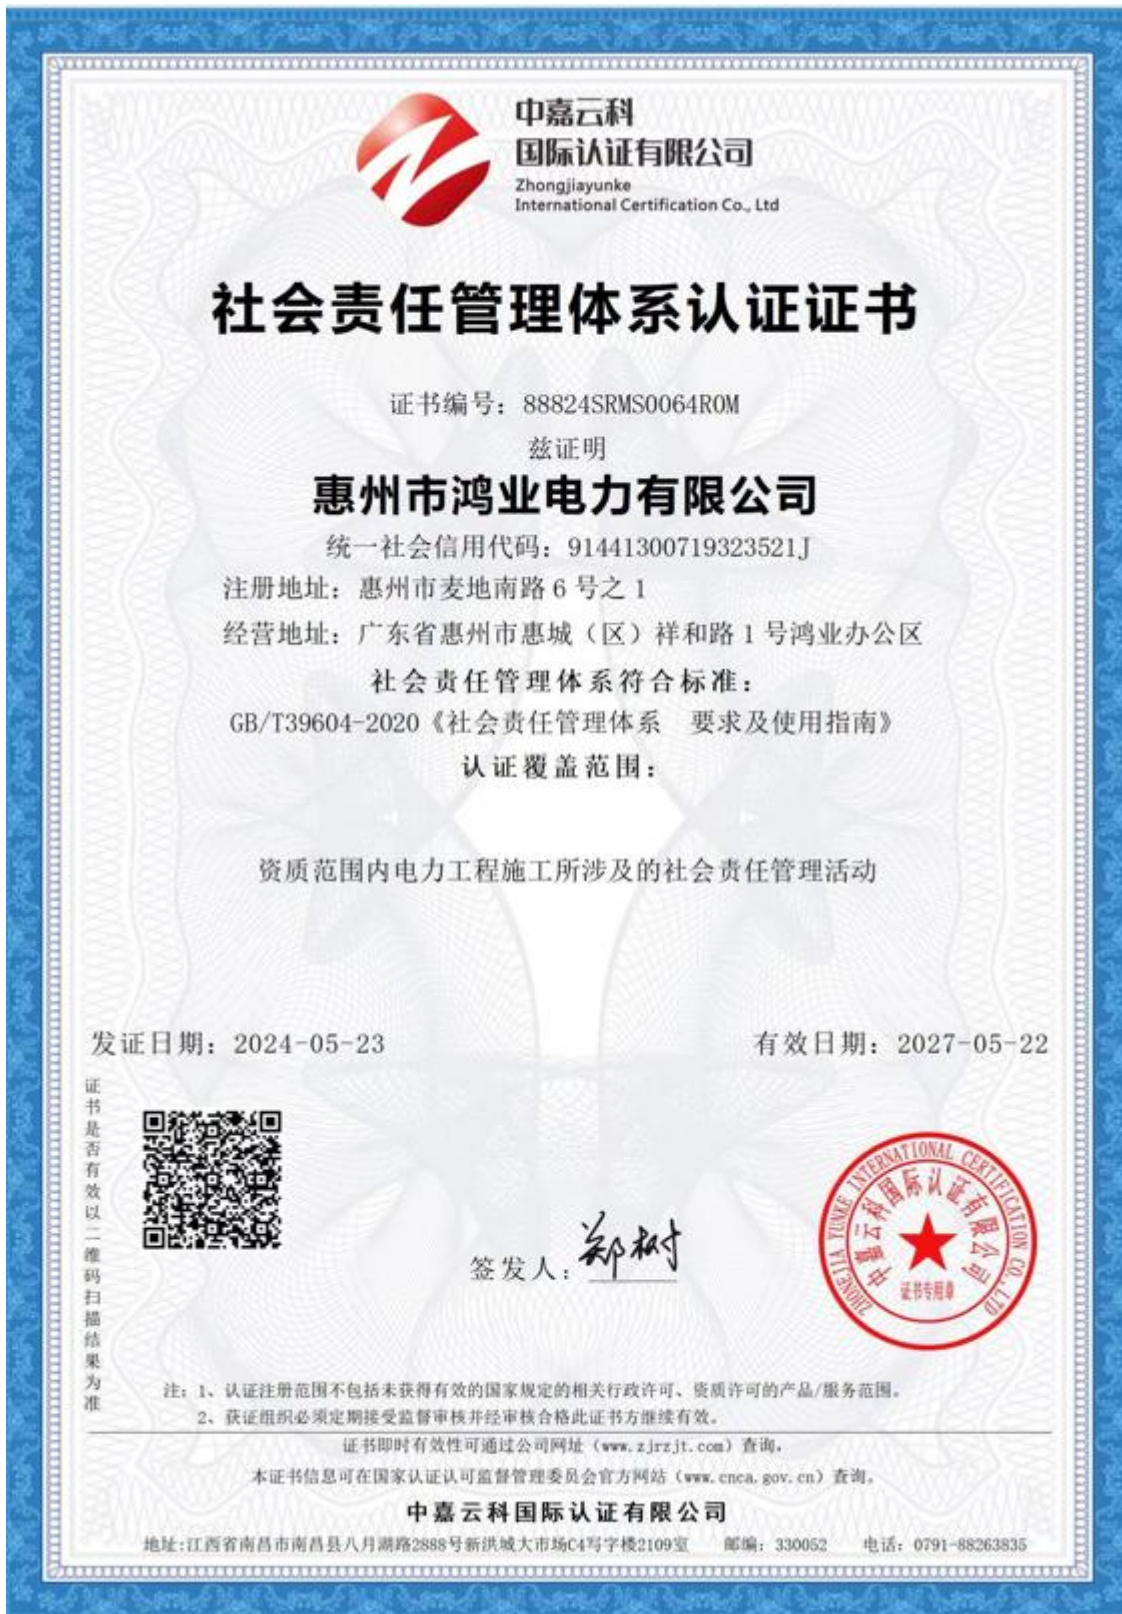 中嘉云科
国际认证有限公司
Zhongjiayunke
International Certification Co., Ltd
社会责任管理体系认证证书
证书编号：88824SRMS0064R0M
兹证明
惠州市鸿业电力有限公司
统一社会信用代码：91441300719323521J
注册地址：惠州市麦地南路 6 号之 1
经营地址：广东省惠州市惠城（区）祥和路 1 号鸿业办公区
社会责任管理体系符合标准：
GB/T39604-2020《社会责任管理体系　要求及使用指南》
认证覆盖范围：
资质范围内电力工程施工所涉及的社会责任管理活动
发证日期：2024-05-23
有效日期：2027-05-22
证书是否有效以二维码扫描结果为准
签发人：郑树
ZHONGJIA YUNKE INTERNATIONAL CERTIFICATION CO., LTD
中嘉云科国际认证有限公司
证书专用章
注：1、认证注册范围不包括未获得有效的国家规定的相关行政许可、资质许可的产品/服务范围。
2、获证组织必须定期接受监督审核并经审核合格此证书方继续有效。
证书即时有效性可通过公司网址（www.zjrzjt.com）查询。
本证书信息可在国家认证认可监督管理委员会官方网站（www.cnca.gov.cn）查询。
中嘉云科国际认证有限公司
地址:江西省南昌市南昌县八月湖路2888号新洪城大市场C4写字楼2109室　邮编：330052　电话：0791-88263835